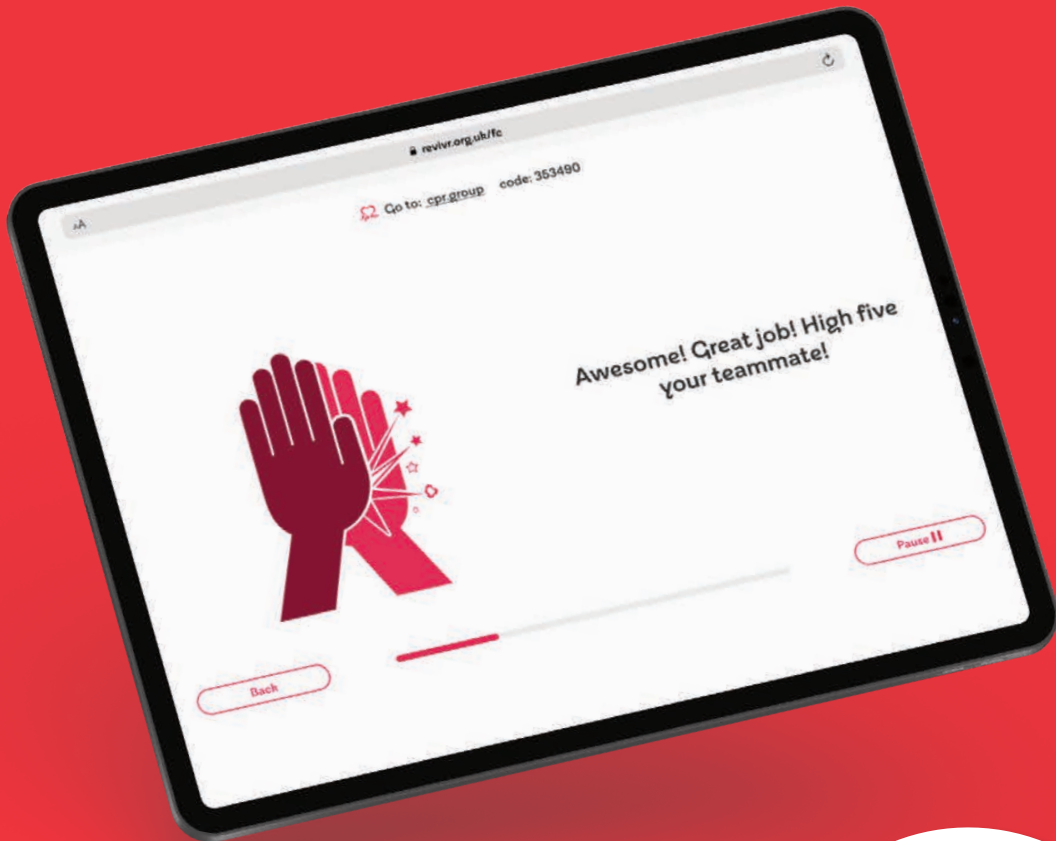 AA
revivr.org.uk/fc
Go to: cpr.group code: 353490
Awesome! Great job! High five
your teammate!
Pause
Back